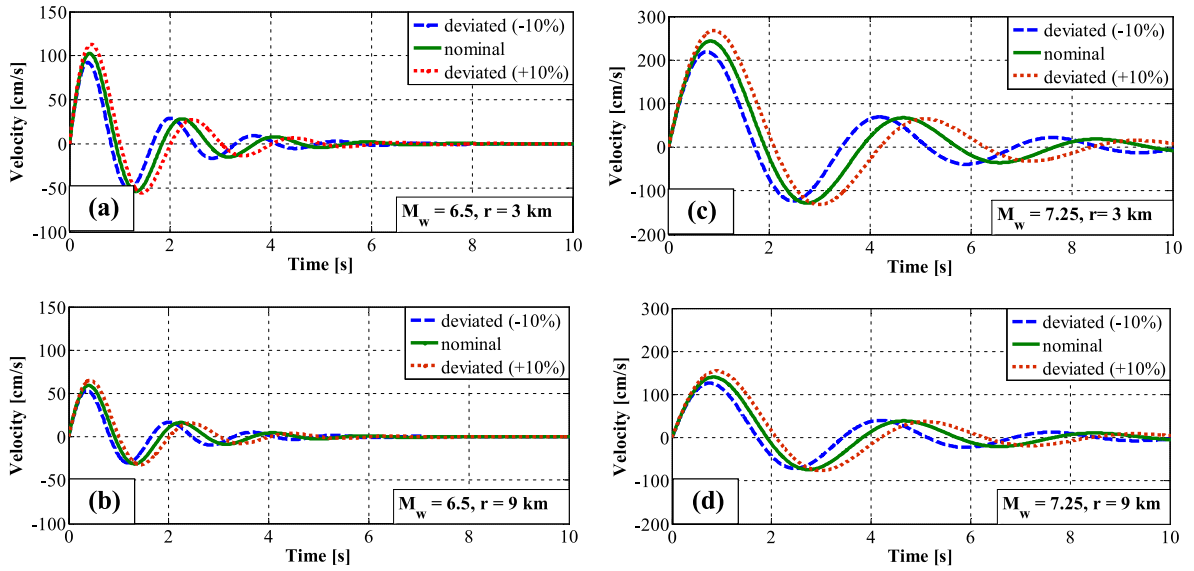 150
100
50
0
-50
-100
Velocity [cm/s]
deviated (-10%)
nominal
deviated (+10%)
(a)
M_w = 6.5, r = 3 km
0 2 4 6 8 10
Time [s]
300
200
100
0
-100
-200
Velocity [cm/s]
deviated (-10%)
nominal
deviated (+10%)
(c)
M_w = 7.25, r= 3 km
0 2 4 6 8 10
Time [s]
150
100
50
0
-50
-100
Velocity [cm/s]
deviated (-10%)
nominal
deviated (+10%)
(b)
M_w = 6.5, r = 9 km
0 2 4 6 8 10
Time [s]
300
200
100
0
-100
-200
Velocity [cm/s]
deviated (-10%)
nominal
deviated (+10%)
(d)
M_w = 7.25, r = 9 km
0 2 4 6 8 10
Time [s]